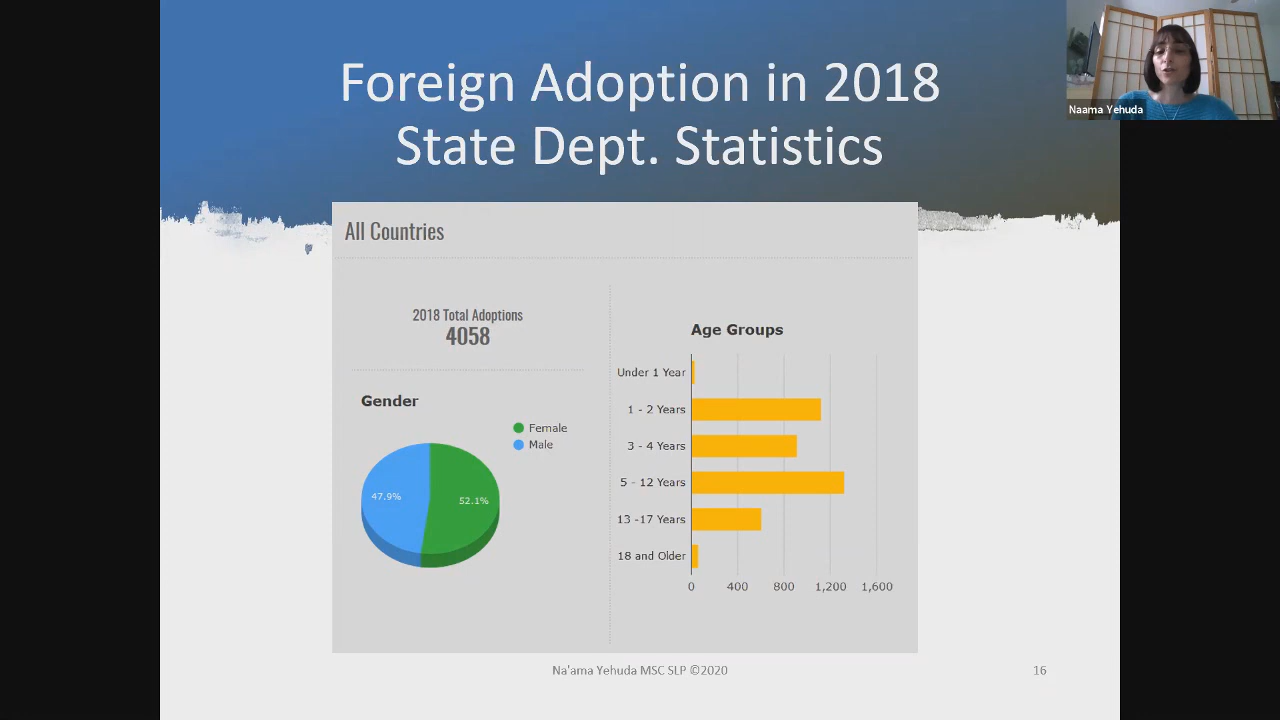 Foreign Adoption in 2018
State Dept. Statistics
Naama Yehuda
All Countries
2018 Total Adoptions
4058
Gender
Female
Male
47.9%
52.1%
Age Groups
Under 1 Year
1 - 2 Years
3 - 4 Years
5 - 12 Years
13 -17 Years
18 and Older
0 400 800 1,200 1,600
Na'ama Yehuda MSC SLP ©2020
16